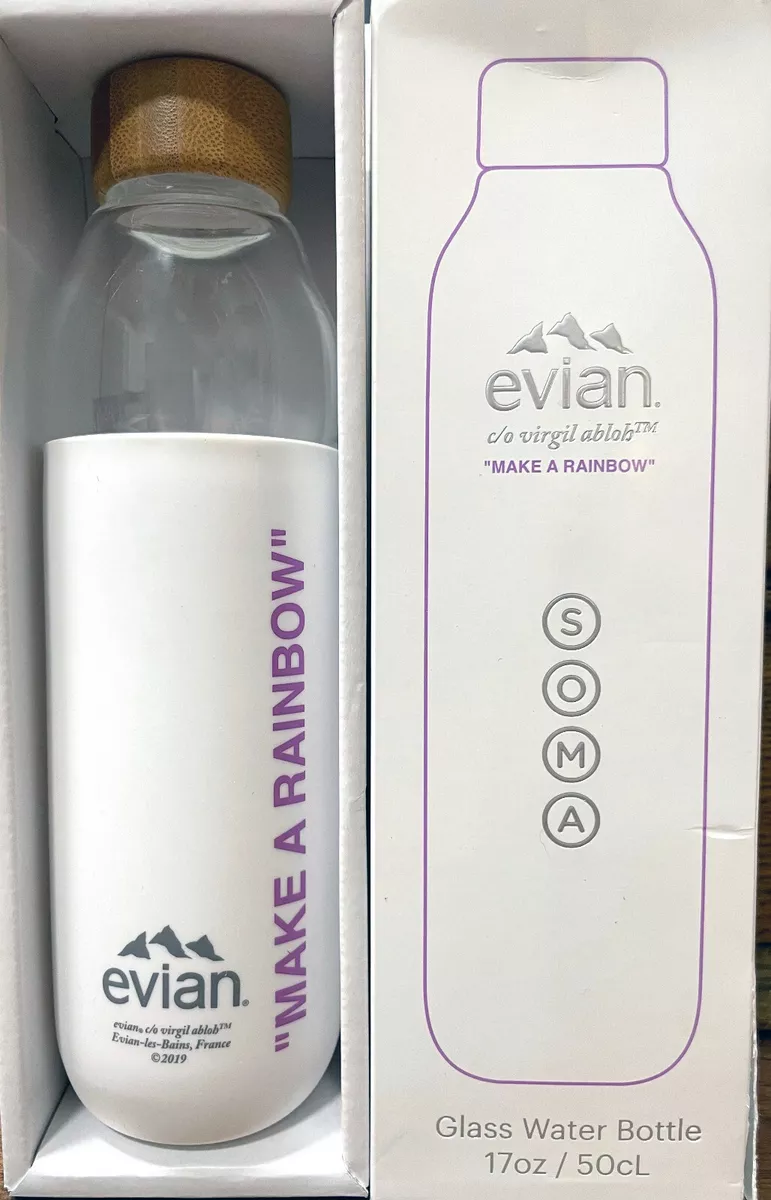 "MAKE A RAINBOW"
evian®
evian® c/o virgil abloh™
Evian-les-Bains, France
©2019
evian®
c/o virgil abloh™
"MAKE A RAINBOW"
S
O
M
A
Glass Water Bottle
17oz / 50cL